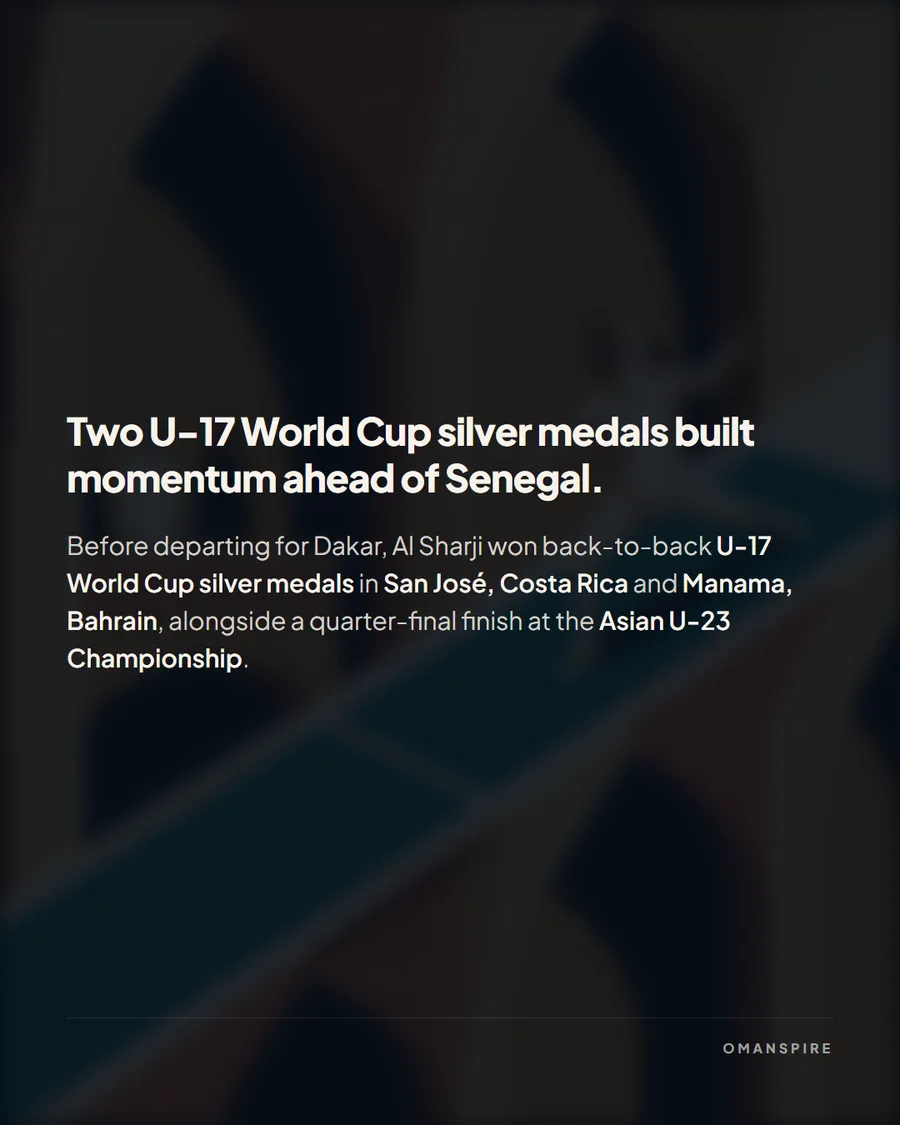 Two U-17 World Cup silver medals built
momentum ahead of Senegal.
Before departing for Dakar, Al Sharji won back-to-back U-17
World Cup silver medals in San José, Costa Rica and Manama,
Bahrain, alongside a quarter-final finish at the Asian U-23
Championship.
OMANSPIRE